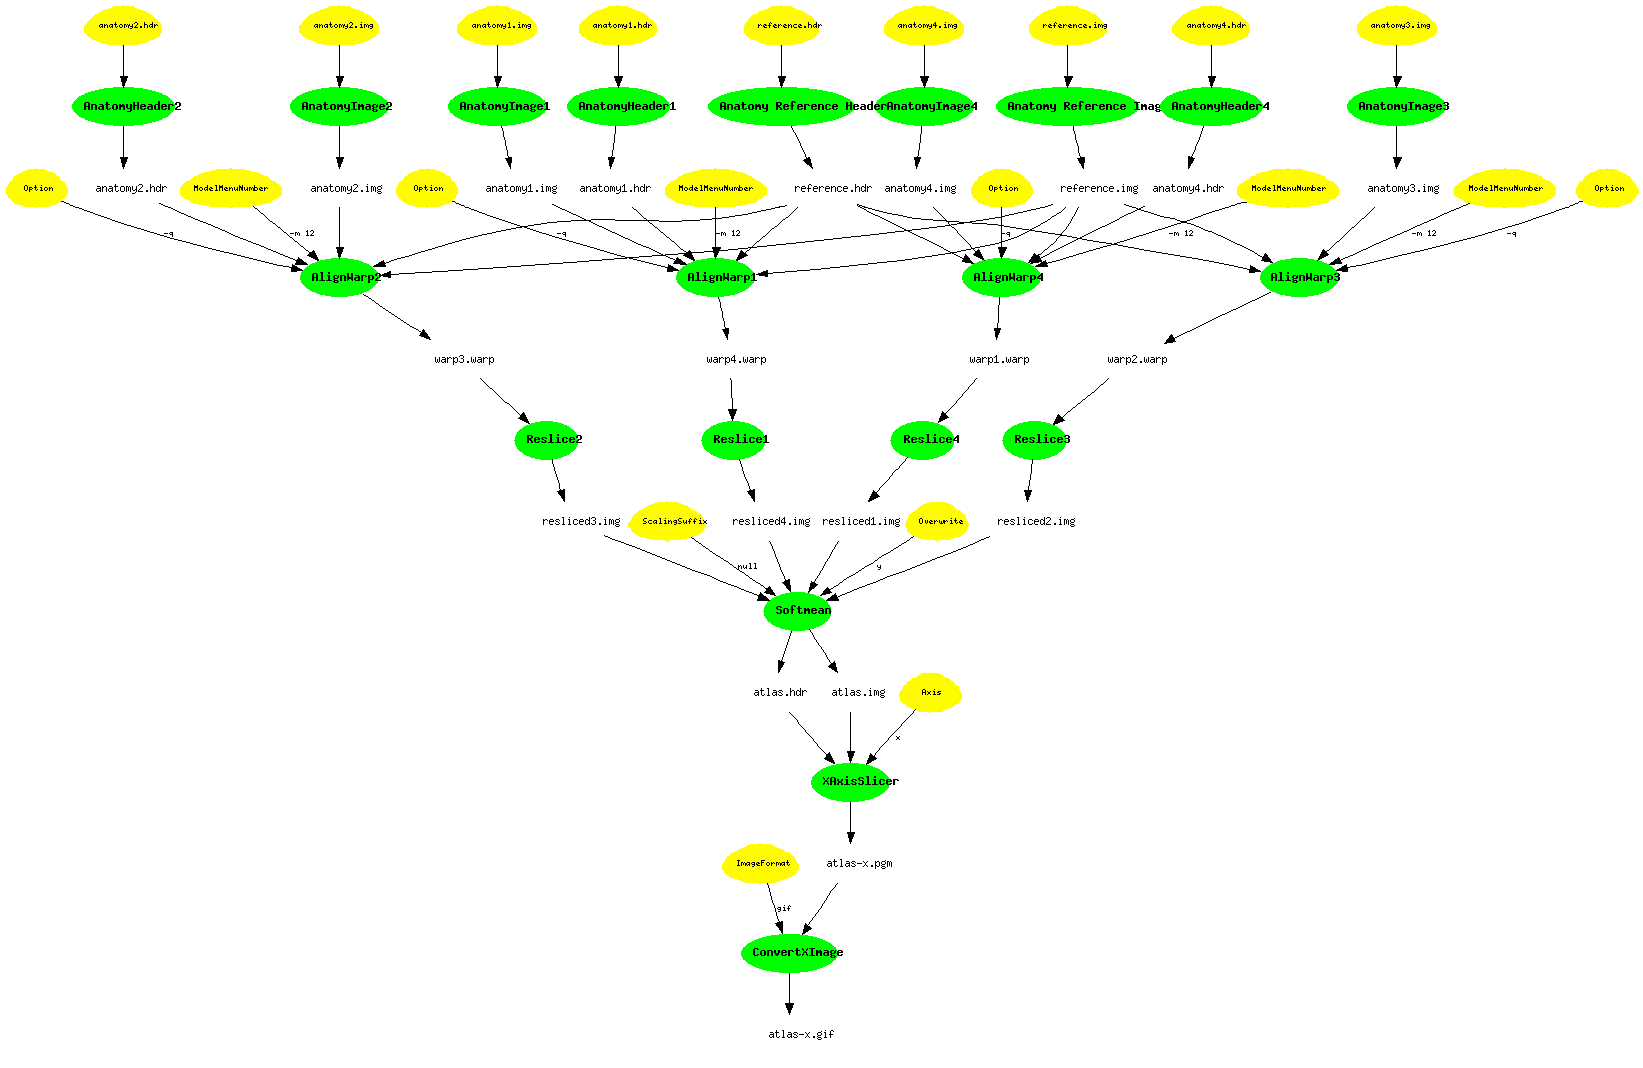 anatomy2.hdr
anatomy2.img
anatomy1.img
anatomy1.hdr
reference.hdr
anatomy4.img
reference.img
anatomy4.hdr
anatomy3.img
AnatomyHeader2
AnatomyImage2
AnatomyImage1
AnatomyHeader1
Anatomy Reference Header
AnatomyImage4
Anatomy Reference Imag
AnatomyHeader4
AnatomyImage3
Option
anatomy2.hdr
ModelMenuNumber
anatomy2.img
Option
anatomy1.img
anatomy1.hdr
ModelMenuNumber
reference.hdr
anatomy4.img
Option
reference.img
anatomy4.hdr
ModelMenuNumber
anatomy3.img
ModelMenuNumber
Option
-q
-m 12
-q
-m 12
-q
-m 12
-m 12
-q
AlignWarp2
AlignWarp1
AlignWarp4
AlignWarp3
warp3.warp
warp4.warp
warp1.warp
warp2.warp
Reslice2
Reslice1
Reslice4
Reslice3
resliced3.img
ScalingSuffix
resliced4.img
resliced1.img
Overwrite
resliced2.img
null
y
Softmean
atlas.hdr
atlas.img
Axis
x
XAxisSlicer
ImageFormat
atlas-x.pgm
gif
ConvertXImage
atlas-x.gif